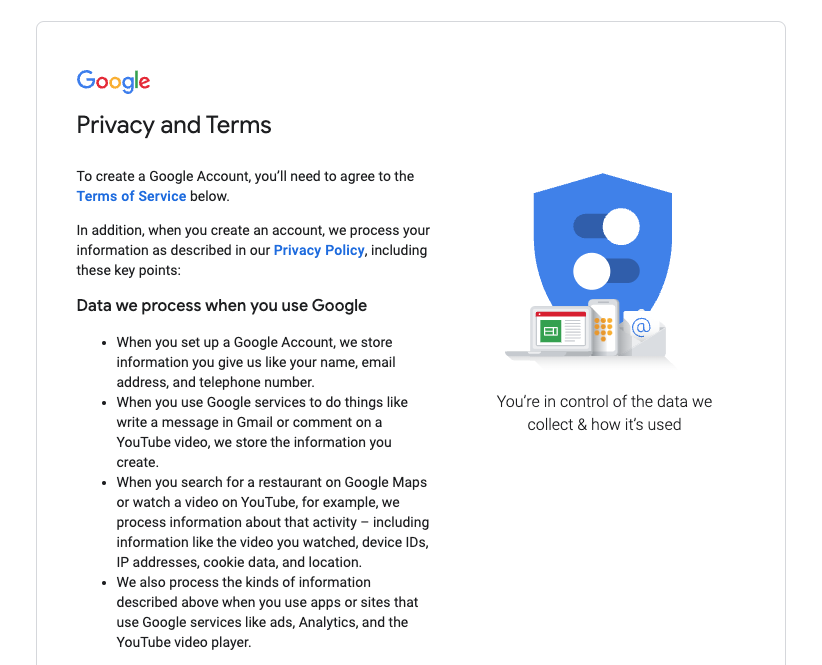 Google
Privacy and Terms
To create a Google Account, you’ll need to agree to the
Terms of Service below.
In addition, when you create an account, we process your
information as described in our Privacy Policy, including
these key points:
Data we process when you use Google
• When you set up a Google Account, we store
information you give us like your name, email
address, and telephone number.
• When you use Google services to do things like
write a message in Gmail or comment on a
YouTube video, we store the information you
create.
• When you search for a restaurant on Google Maps
or watch a video on YouTube, for example, we
process information about that activity – including
information like the video you watched, device IDs,
IP addresses, cookie data, and location.
• We also process the kinds of information
described above when you use apps or sites that
use Google services like ads, Analytics, and the
YouTube video player.
@
You’re in control of the data we
collect & how it’s used